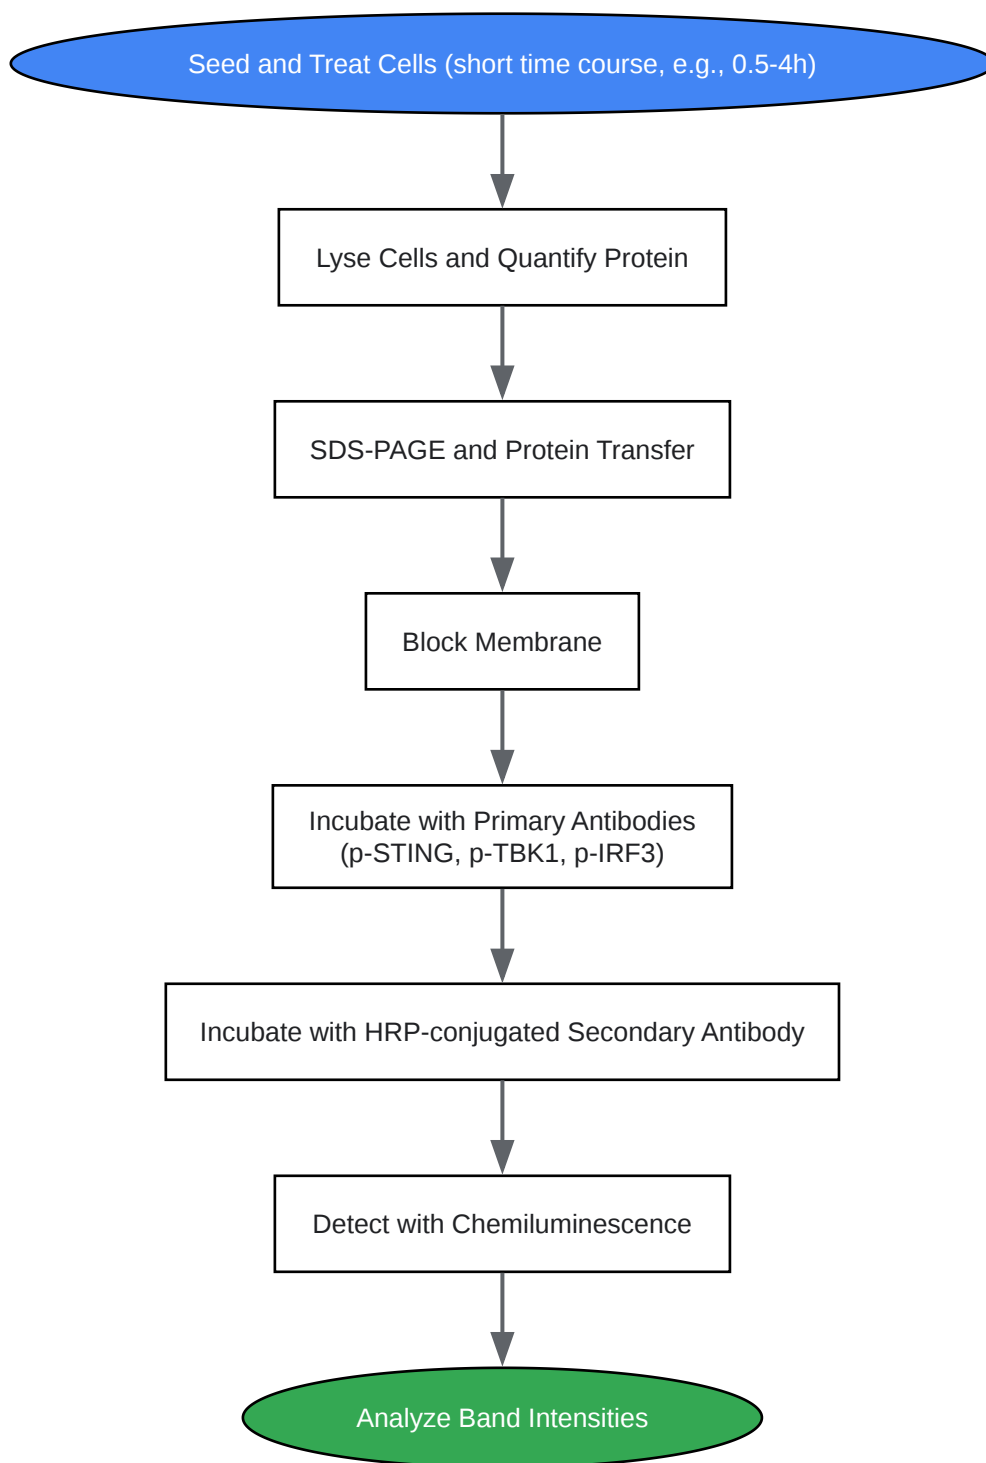 Seed and Treat Cells (short time course, e.g., 0.5-4h)
Lyse Cells and Quantify Protein
SDS-PAGE and Protein Transfer
Block Membrane
Incubate with Primary Antibodies
(p-STING, p-TBK1, p-IRF3)
Incubate with HRP-conjugated Secondary Antibody
Detect with Chemiluminescence
Analyze Band Intensities